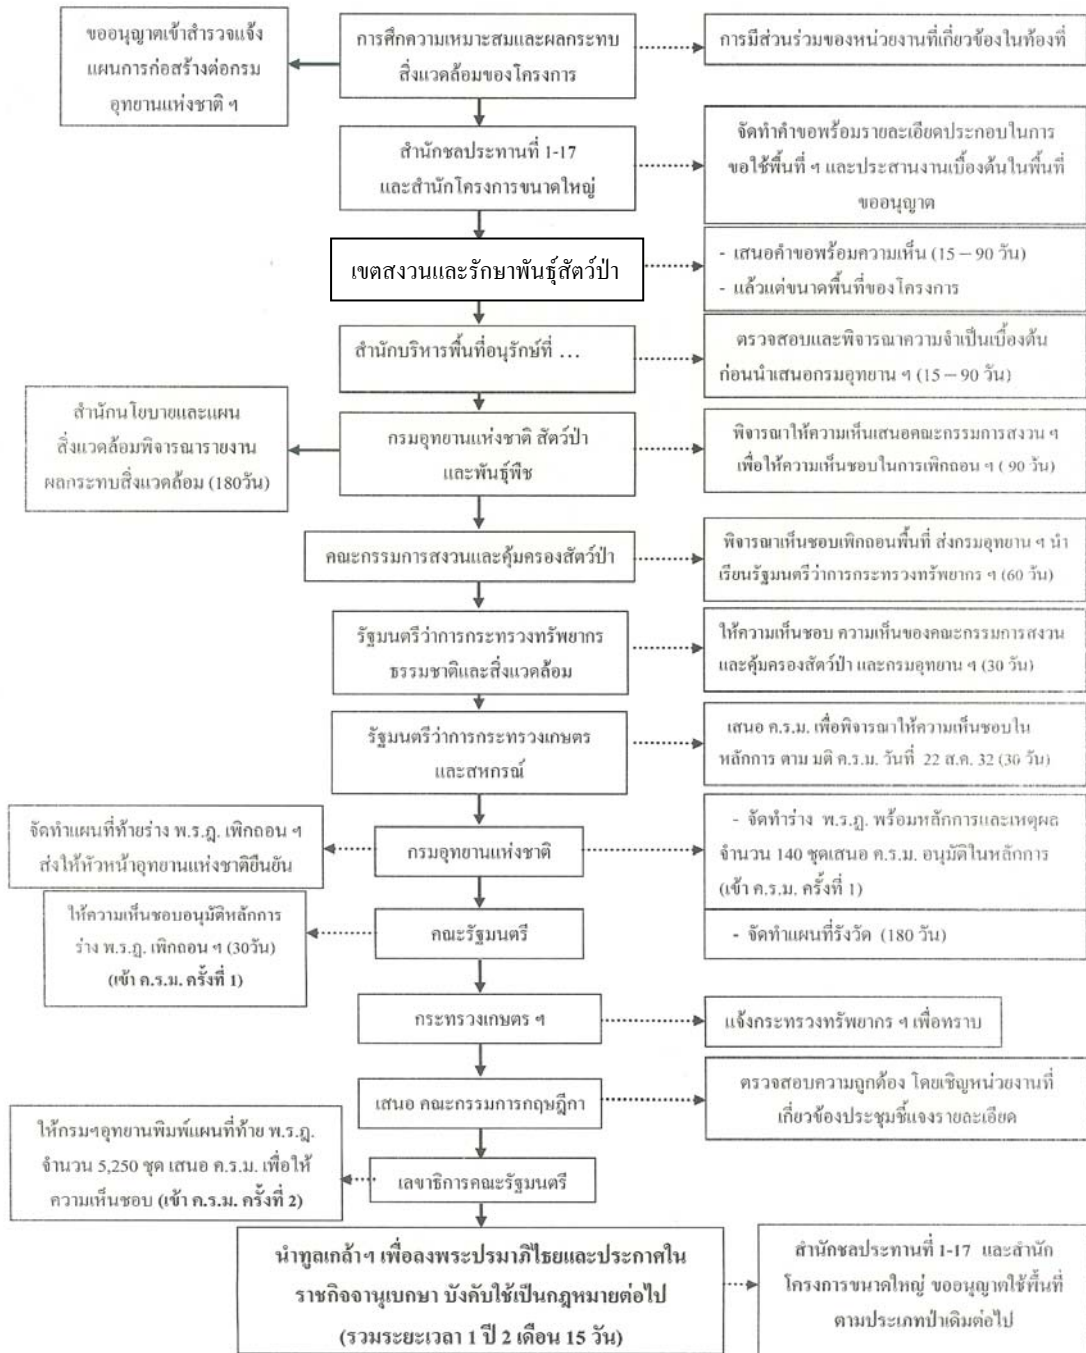 ขออนุญาตเข้าสำรวจแจ้ง
แผนการก่อสร้างต่อกรม
อุทยานแห่งชาติ ฯ
การศึกความเหมาะสมและผลกระทบ
สิ่งแวดล้อมของโครงการ
การมีส่วนร่วมของหน่วยงานที่เกี่ยวข้องในท้องที่
สำนักชลประทานที่ 1-17
และสำนักโครงการขนาดใหญ่
จัดทำคำขอพร้อมรายละเอียดประกอบในการ
ขอใช้พื้นที่ ฯ และประสานงานเบื้องต้นในพื้นที่
ขออนุญาต
เขตสงวนและรักษาพันธุ์สัตว์ป่า
- เสนอคำขอพร้อมความเห็น (15 – 90 วัน)
- แล้วแต่ขนาดพื้นที่ของโครงการ
สำนักบริหารพื้นที่อนุรักษ์ที่ ...
ตรวจสอบและพิจารณาความจำเป็นเบื้องต้น
ก่อนนำเสนอกรมอุทยาน ฯ (15 – 90 วัน)
สำนักนโยบายและแผน
สิ่งแวดล้อมพิจารณารายงาน
ผลกระทบสิ่งแวดล้อม (180วัน)
กรมอุทยานแห่งชาติ สัตว์ป่า
และพันธุ์พืช
พิจารณาให้ความเห็นเสนอคณะกรรมการสงวน ฯ
เพื่อให้ความเห็นชอบในการเพิกถอน ฯ ( 90 วัน)
คณะกรรมการสงวนและคุ้มครองสัตว์ป่า
พิจารณาเห็นชอบเพิกถอนพื้นที่ ส่งกรมอุทยาน ฯ นำ
เรียนรัฐมนตรีว่าการกระทรวงทรัพยากร ฯ (60 วัน)
รัฐมนตรีว่าการกระทรวงทรัพยากร
ธรรมชาติและสิ่งแวดล้อม
ให้ความเห็นชอบ ความเห็นของคณะกรรมการสงวน
และคุ้มครองสัตว์ป่า และกรมอุทยาน ฯ (30 วัน)
รัฐมนตรีว่าการกระทรวงเกษตร
และสหกรณ์
เสนอ ค.ร.ม. เพื่อพิจารณาให้ความเห็นชอบใน
หลักการ ตาม มติ ค.ร.ม. วันที่ 22 ส.ค. 32 (30 วัน)
จัดทำแผนที่ท้ายร่าง พ.ร.ฎ. เพิกถอน ฯ
ส่งให้หัวหน้าอุทยานแห่งชาติยืนยัน
กรมอุทยานแห่งชาติ
- จัดทำร่าง พ.ร.ฎ. พร้อมหลักการและเหตุผล
จำนวน 140 ชุดเสนอ ค.ร.ม. อนุมัติในหลักการ
(เข้า ค.ร.ม. ครั้งที่ 1)
ให้ความเห็นชอบอนุมัติหลักการ
ร่าง พ.ร.ฎ. เพิกถอน ฯ (30วัน)
(เข้า ค.ร.ม. ครั้งที่ 1)
คณะรัฐมนตรี
- จัดทำแผนที่รังวัด (180 วัน)
กระทรวงเกษตร ฯ
แจ้งกระทรวงทรัพยากร ฯ เพื่อทราบ
เสนอ คณะกรรมการกฤษฎีกา
ตรวจสอบความถูกต้อง โดยเชิญหน่วยงานที่
เกี่ยวข้องประชุมชี้แจงรายละเอียด
ให้กรมฯอุทยานพิมพ์แผนที่ท้าย พ.ร.ฎ.
จำนวน 5,250 ชุด เสนอ ค.ร.ม. เพื่อให้
ความเห็นชอบ (เข้า ค.ร.ม. ครั้งที่ 2)
เลขาธิการคณะรัฐมนตรี
นำทูลเกล้าฯ เพื่อลงพระปรมาภิไธยและประกาศใน
ราชกิจจานุเบกษา บังคับใช้เป็นกฎหมายต่อไป
(รวมระยะเวลา 1 ปี 2 เดือน 15 วัน)
สำนักชลประทานที่ 1-17 และสำนัก
โครงการขนาดใหญ่ ขออนุญาตใช้พื้นที่
ตามประเภทป่าเดิมต่อไป